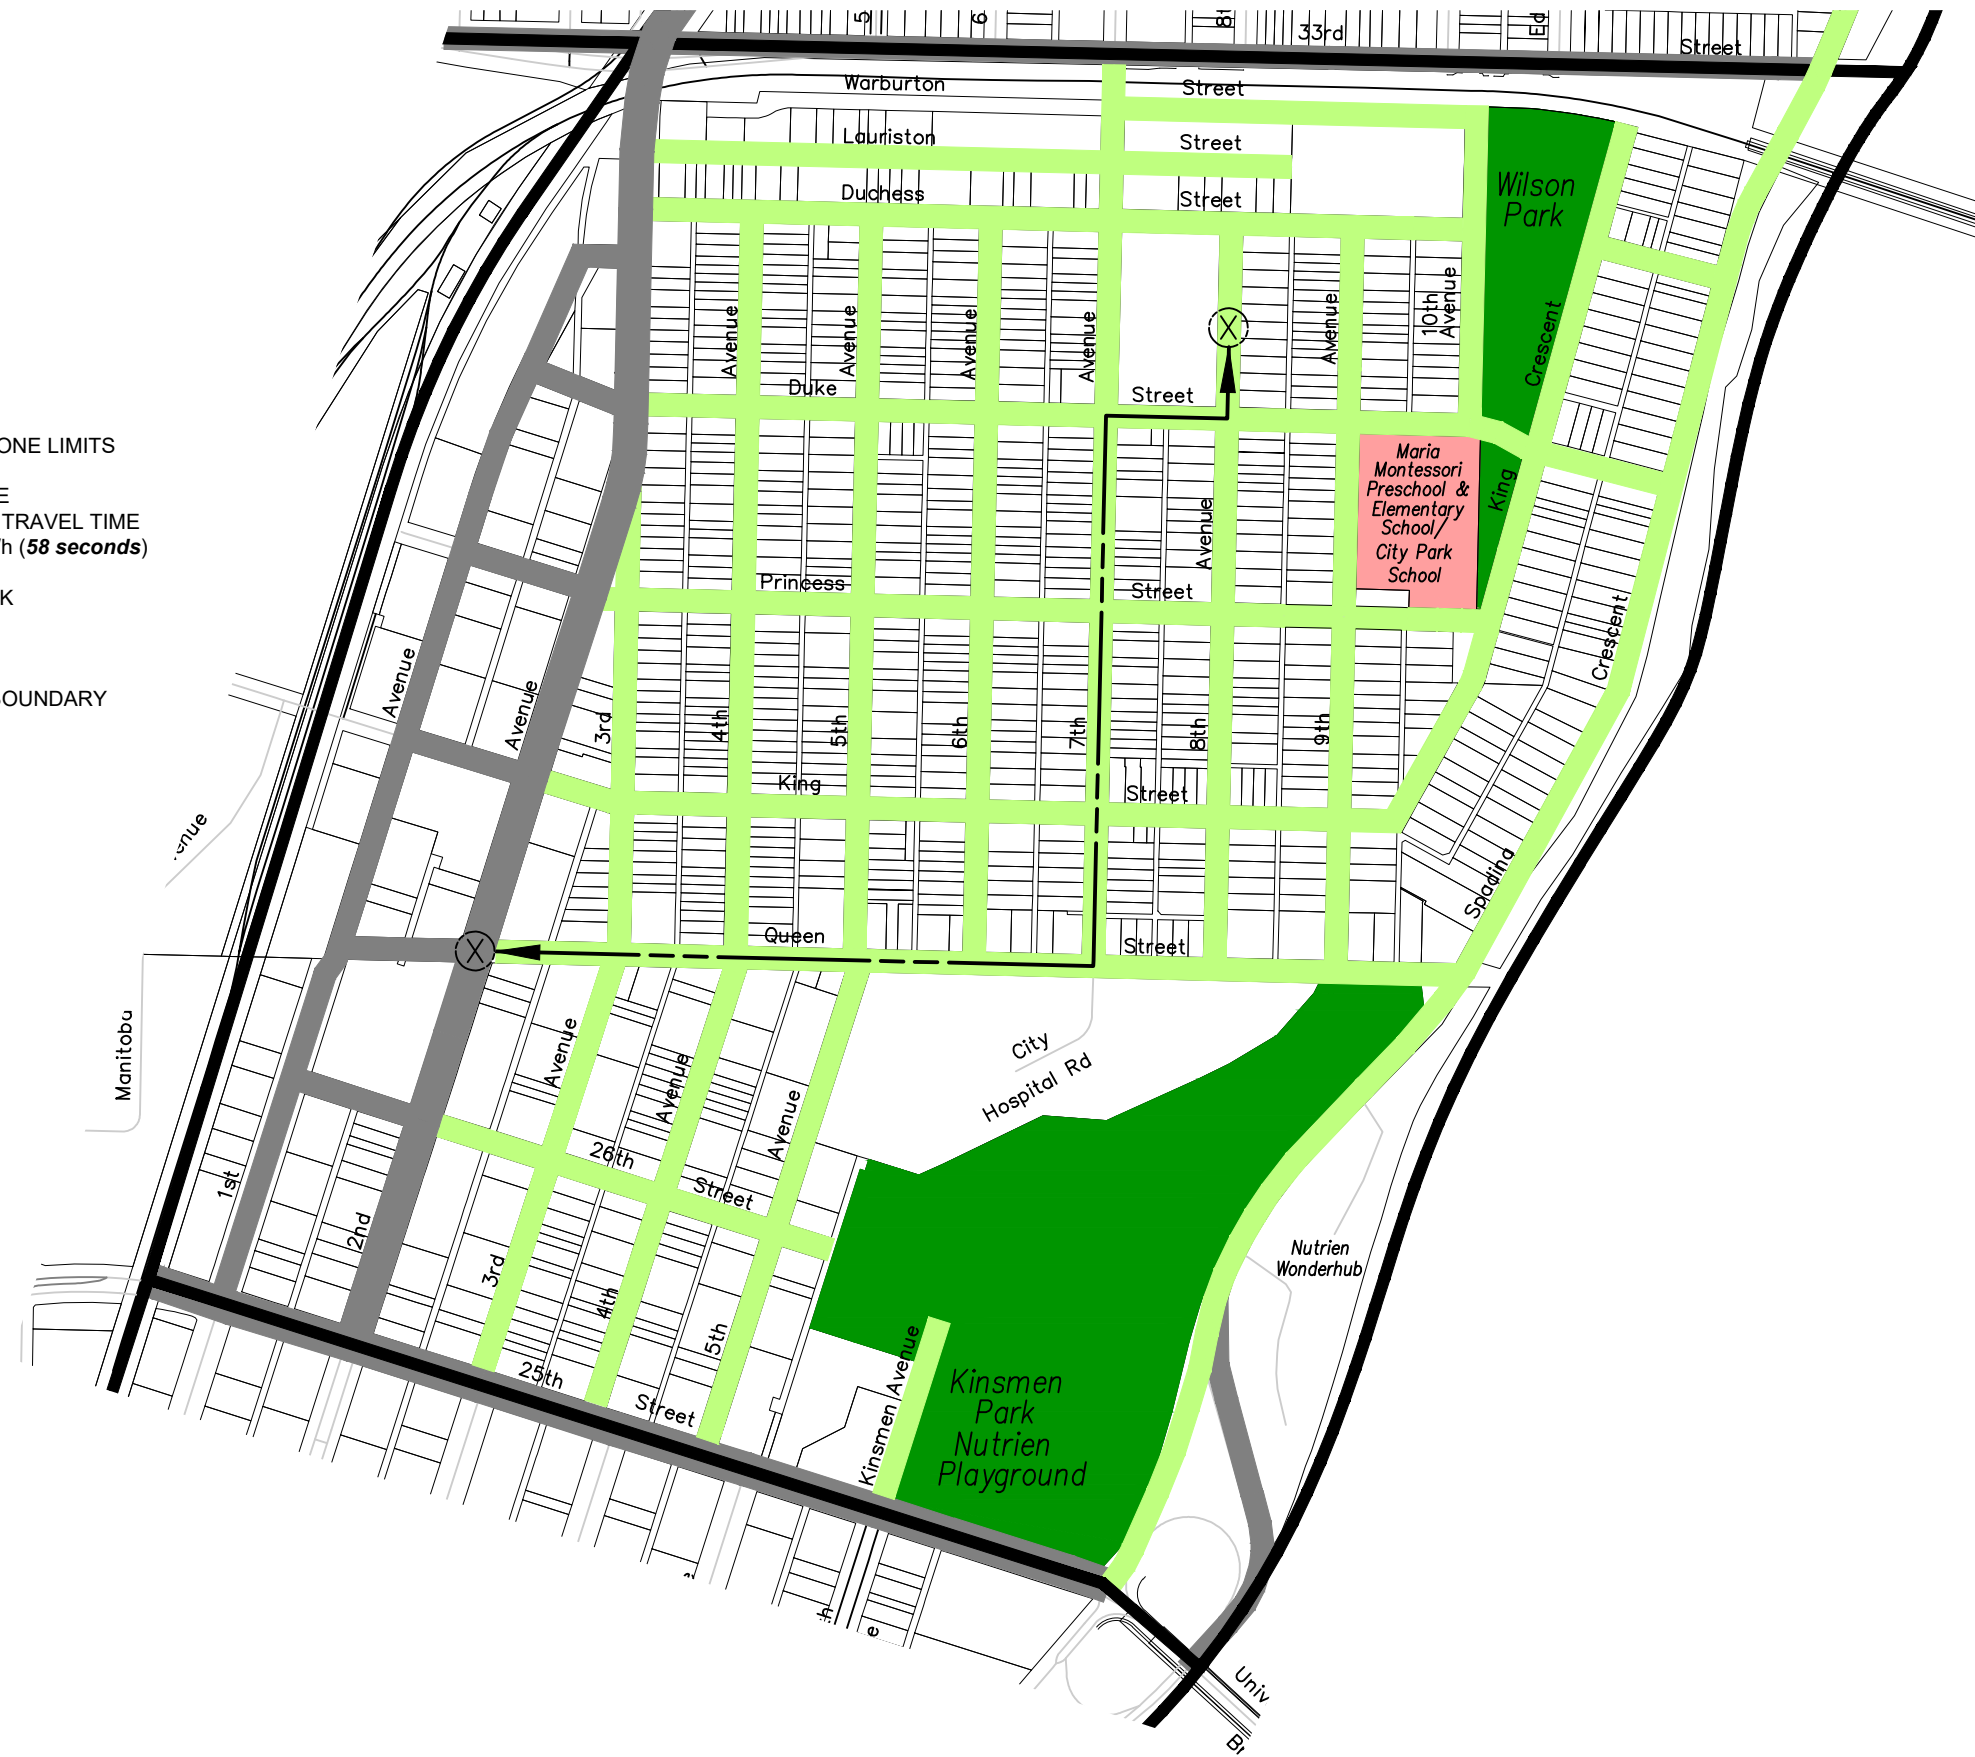 33rd
Street
Warburton
Street
Lauriston
Street
Duchess
Street
Wilson
Park
Avenue
Avenue
Avenue
Avenue
Avenue
10th
Avenue
Crescent
Duke
Street
ONE LIMITS
E
TRAVEL TIME
/h (58 seconds)
K
BOUNDARY
Maria
Montessori
Preschool &
Elementary
School/
City Park
School
King
Avenue
Princess
Street
Crescent
Avenue
Avenue
3rd
4th
5th
6th
7th
8th
9th
King
Street
Spadina
X
X
Queen
Street
Manitoba
Avenue
Avenue
Avenue
City
Hospital Rd
26th
Street
1st
2nd
3rd
4th
5th
25th
Street
Nutrien
Wonderhub
Kinsmen Avenue
Kinsmen
Park
Nutrien
Playground
Univ